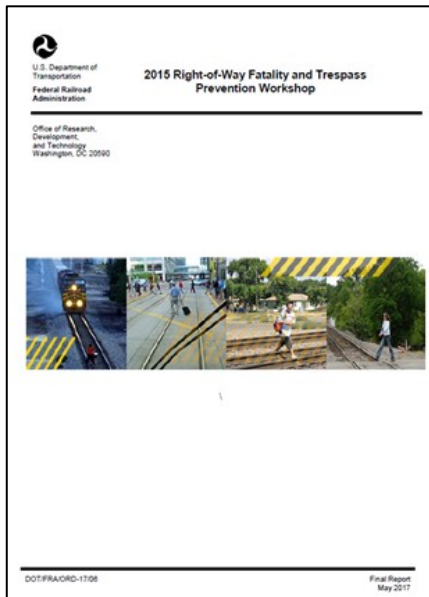 U.S. Department of
Transportation
Federal Railroad
Administration
2015 Right-of-Way Fatality and Trespass
Prevention Workshop
Office of Research,
Development,
and Technology
Washington, DC 20590
\
DOT/FRA/ORD-17/06
Final Report
May 2017